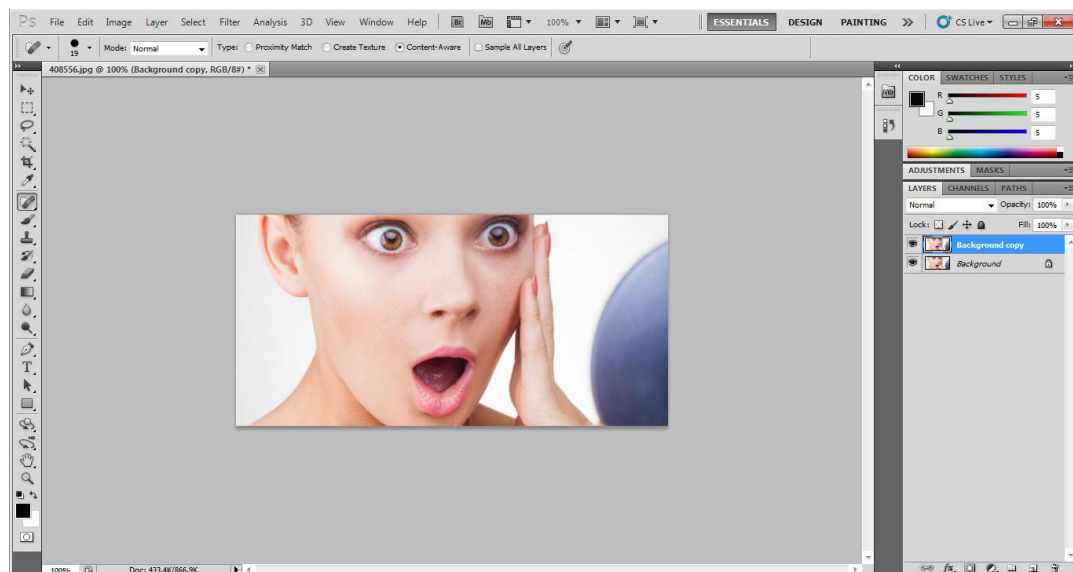 PS File Edit Image Layer Select Filter Analysis 3D View Window Help Br Mb 100% ESSENTIALS DESIGN PAINTING CS Live
19 Mode: Normal Type: Proximity Match Create Texture Content-Aware Sample All Layers
408556.jpg @ 100% (Background copy, RGB/8#) *
COLOR SWATCHES STYLES
Mb
R 5
G 5
B 5
ADJUSTMENTS MASKS
LAYERS CHANNELS PATHS
Normal Opacity: 100%
Lock: Fill: 100%
Background copy
Background
T
100% Doc: 433.4K/866.9K
fx